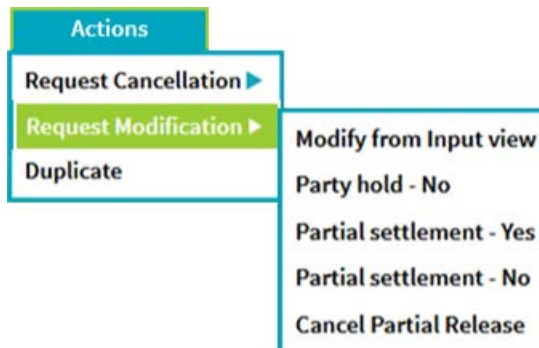 Actions
Request Cancellation ▶
Request Modification ▶
Duplicate
Modify from Input view
Party hold - No
Partial settlement - Yes
Partial settlement - No
Cancel Partial Release